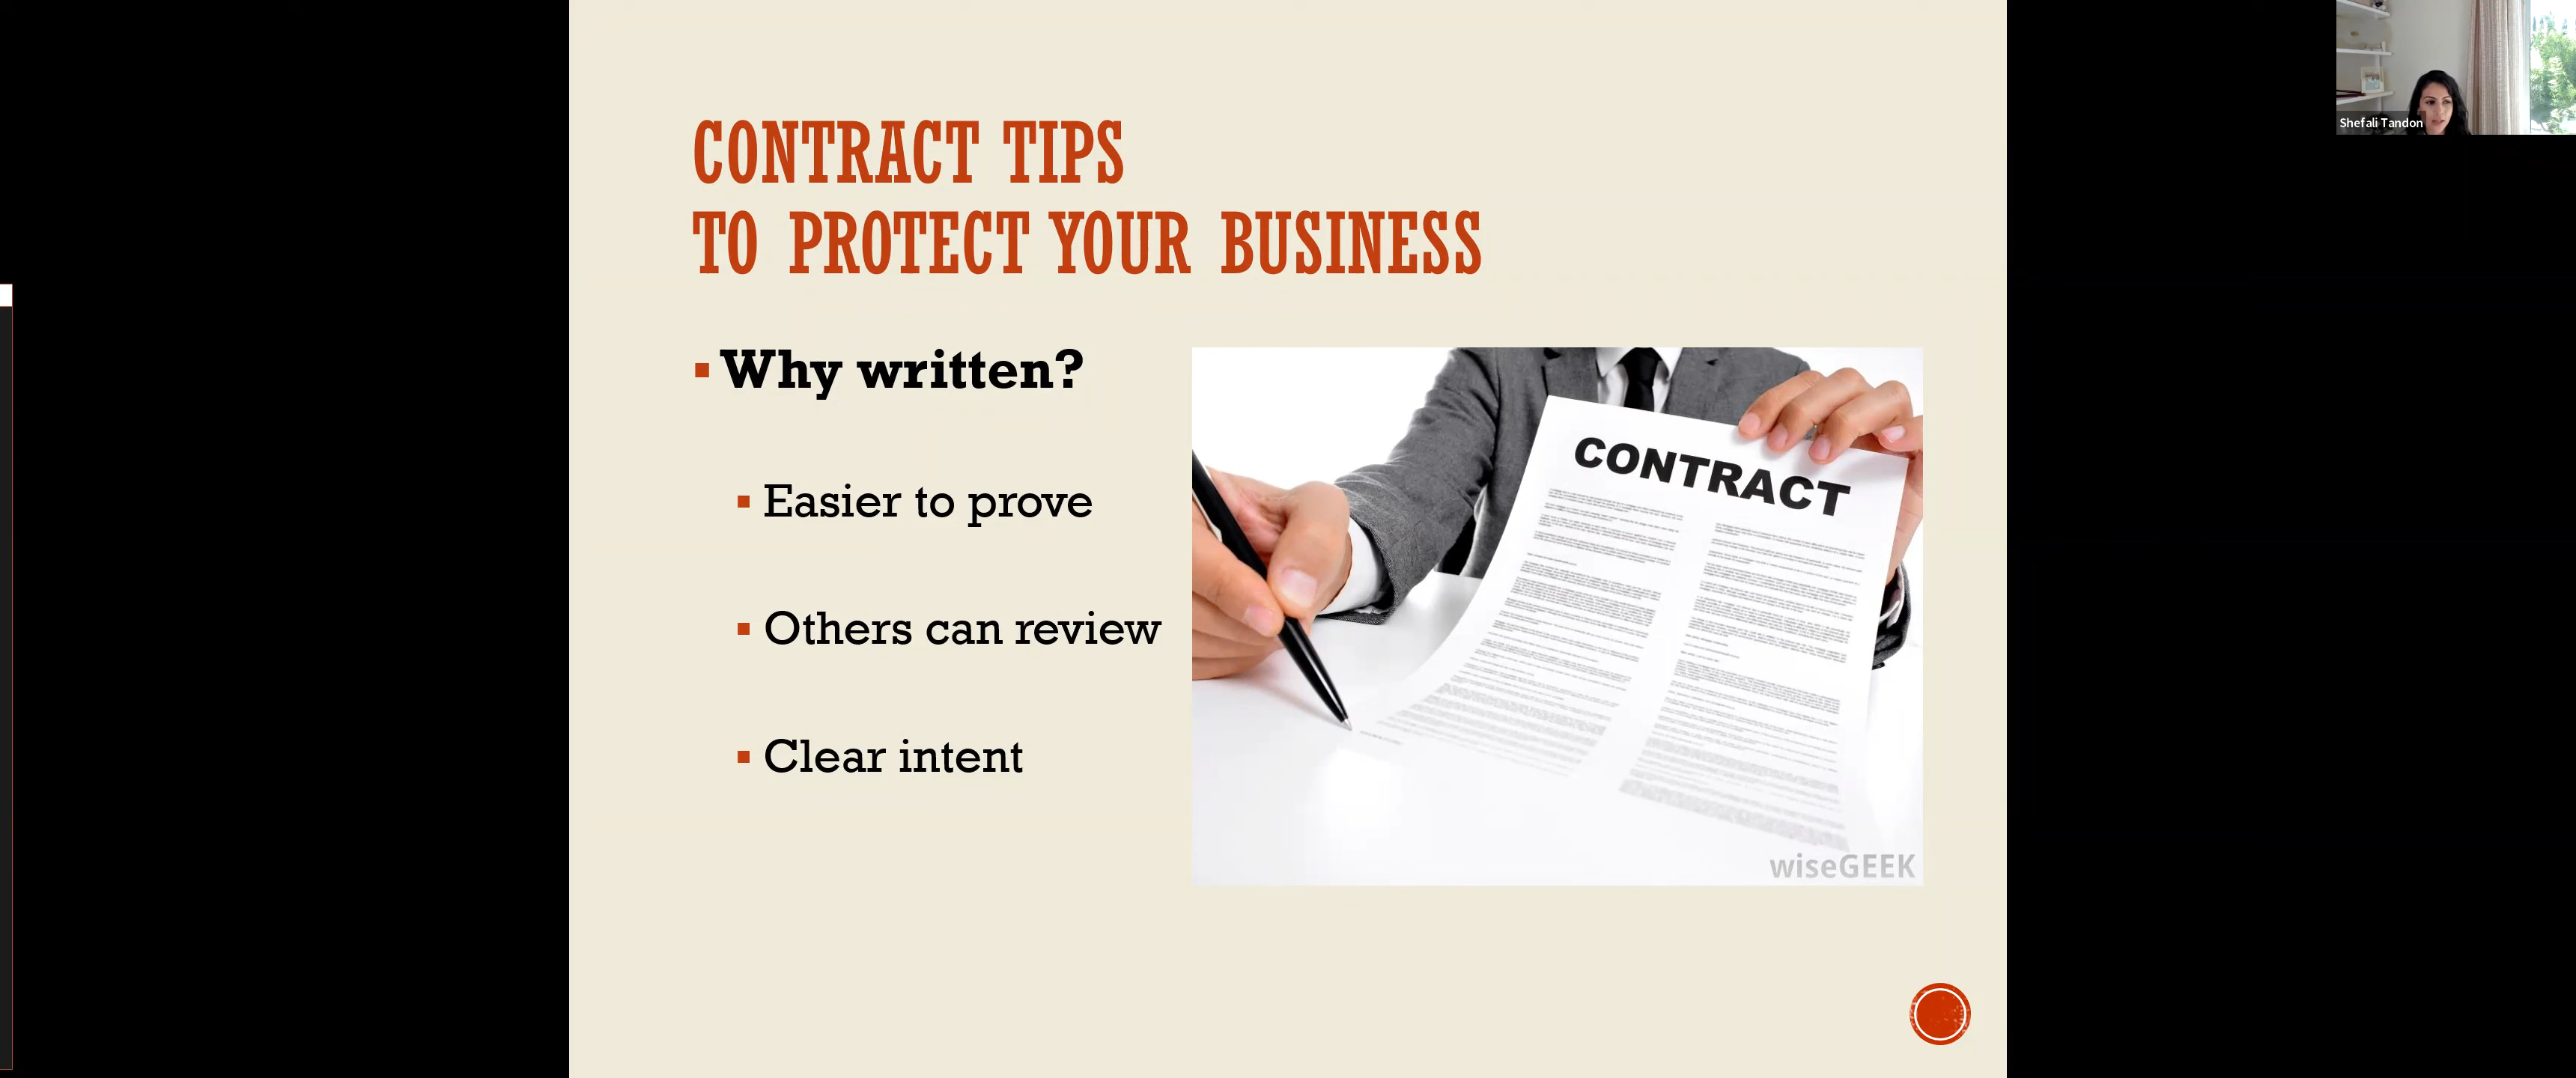 CONTRACT TIPS
TO PROTECT YOUR BUSINESS
Why written?
Easier to prove
Others can review
Clear intent
CONTRACT
wiseGEEK
Shefali Tandon